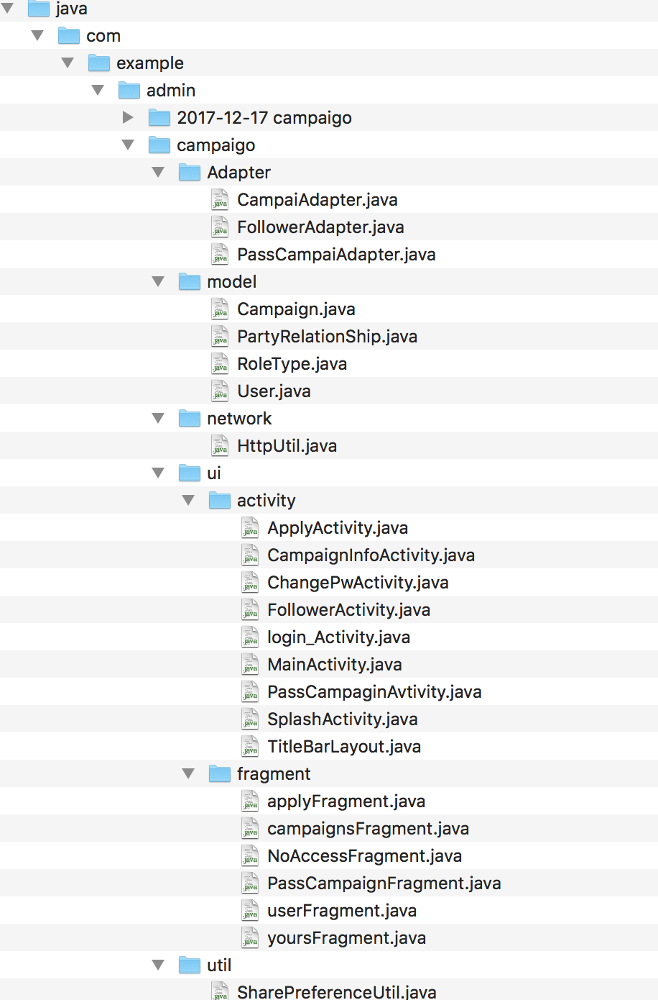 java
com
example
admin
2017-12-17 campaigo
campaigo
Adapter
CampaiAdapter.java
FollowerAdapter.java
PassCampaiAdapter.java
model
Campaign.java
PartyRelationShip.java
RoleType.java
User.java
network
HttpUtil.java
ui
activity
ApplyActivity.java
CampaignInfoActivity.java
ChangePwActivity.java
FollowerActivity.java
login_Activity.java
MainActivity.java
PassCampaginAvtivity.java
SplashActivity.java
TitleBarLayout.java
fragment
applyFragment.java
campaignsFragment.java
NoAccessFragment.java
PassCampaignFragment.java
userFragment.java
yoursFragment.java
util
SharePreferenceUtil.java